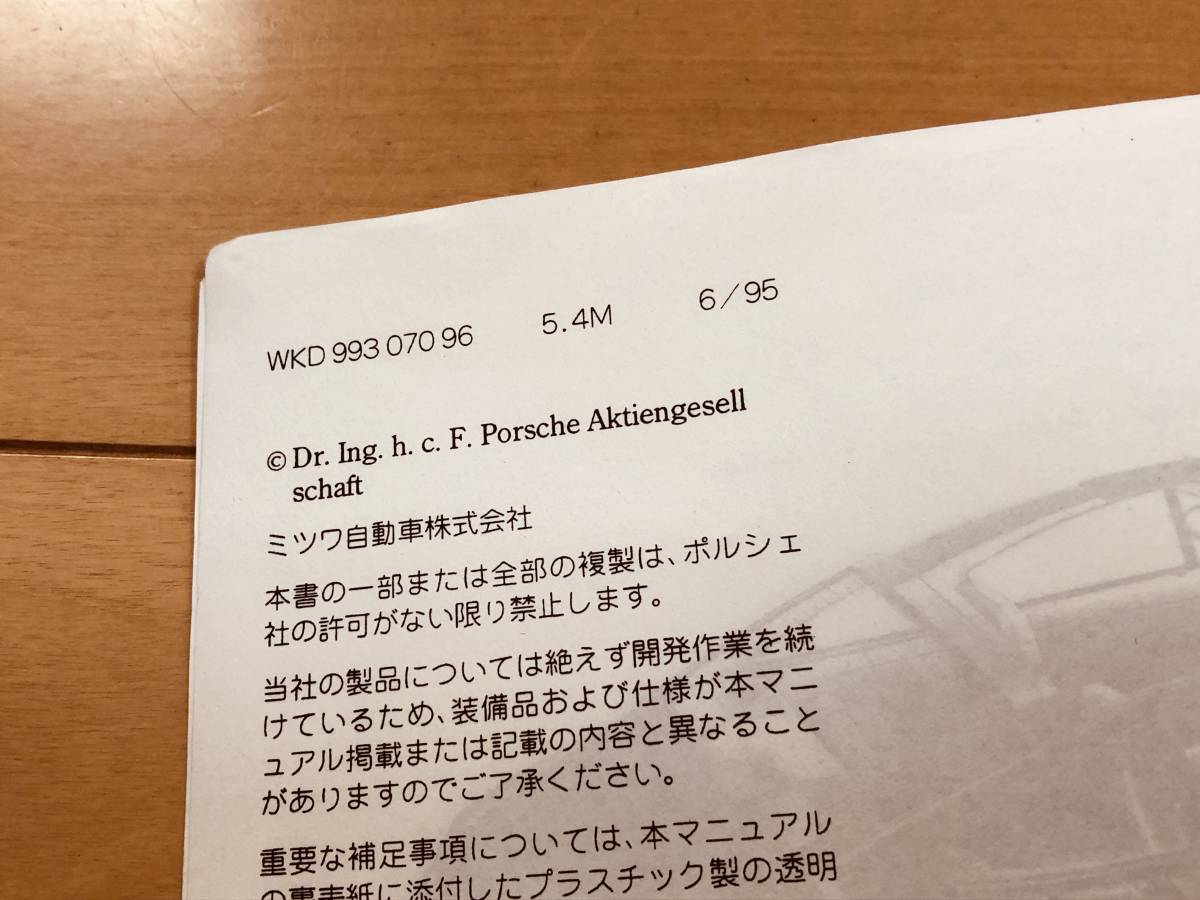 WKD 993 070 96 5.4M 6/95
© Dr. Ing. h. c. F. Porsche Aktiengesell
schaft
ミツワ自動車株式会社
本書の一部または全部の複製は、ポルシェ
社の許可がない限り禁止します。
当社の製品については絶えず開発作業を続
けているため、装備品および仕様が本マニ
ュアル掲載または記載の内容と異なること
がありますのでご了承ください。
重要な補足事項については、本マニュアル
の裏表紙に添付したプラスチック製の透明